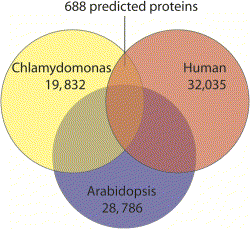 688 predicted proteins
Chlamydomonas
19,832
Human
32,035
Arabidopsis
28,786